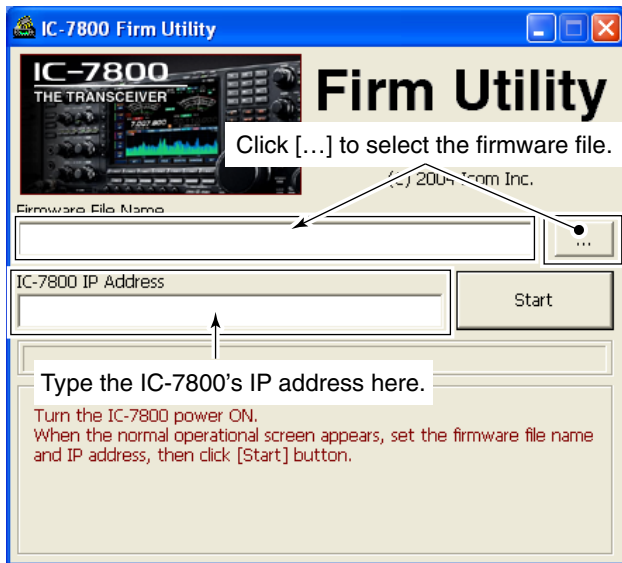 IC-7800 Firm Utility
IC-7800
THE TRANSCEIVER
Firm Utility
Click […] to select the firmware file.
(C) 2004 Icom Inc.
Firmware File Name
...
IC-7800 IP Address
Start
Type the IC-7800's IP address here.
Turn the IC-7800 power ON.
When the normal operational screen appears, set the firmware file name
and IP address, then click [Start] button.